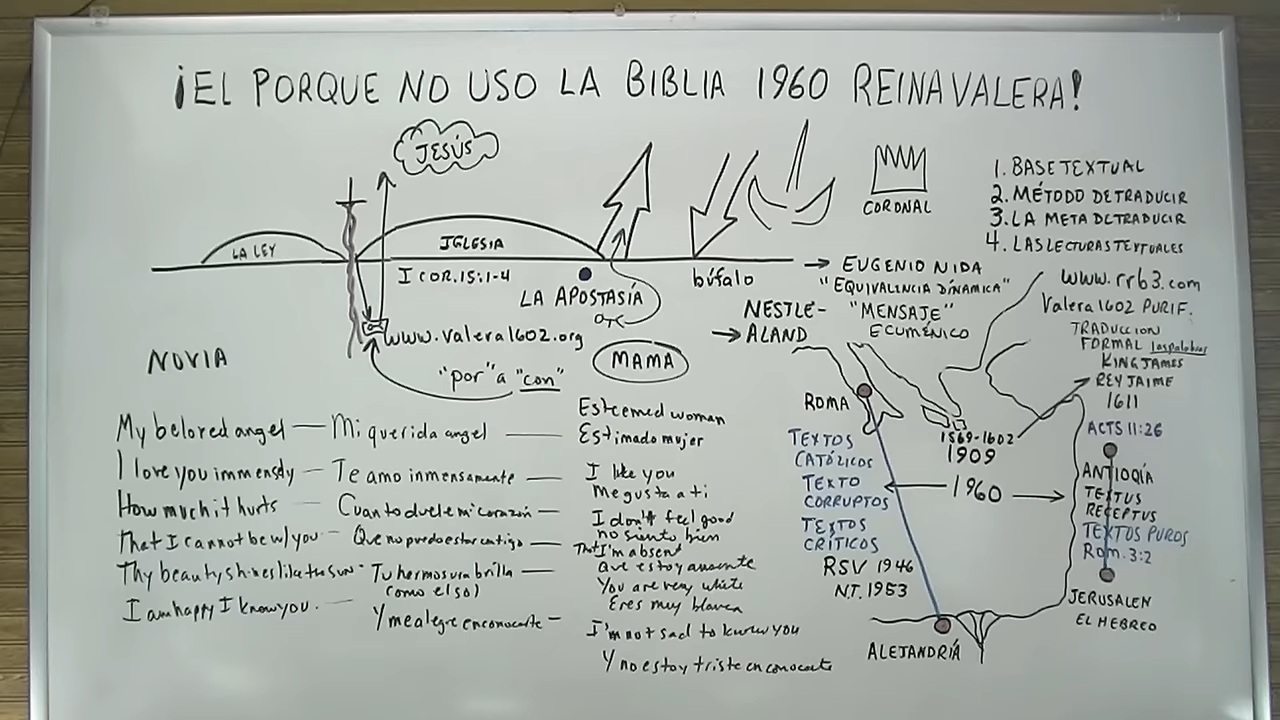 ¡EL PORQUE NO USO LA BIBLIA 1960 REINA VALERA!
JESÚS
LA LEY
IGLESIA
I COR. 15:1-4
LA APOSTASÍA
búfalo
CORONAL
1. BASE TEXTUAL
2. MÉTODO DE TRADUCIR
3. LA META DE TRADUCIR
4. LAS LECTURAS TEXTUALES
→ EUGENIO NIDA
"EQUIVALENCIA DÍNAMICA"
NESTLE-
→ ALAND
"MENSAJE"
ECUMÉNICO
www.rr63.com
Valera 1602 PURIF.
TRADUCCION
FORMAL las palabras
KING JAMES
REY JAIME
1611
www.valera1602.org
"por" a "con"
MAMA
NOVIA
My beloved angel — Mi querida angel —
Esteemed woman
Estimado mujer
I love you immensly — Te amo inmensamente —
I like you
Me gusta a ti
How much it hurts — Cuanto duele mi corazón —
I don't feel good
no siento bien
That I cannot be w/ you — Que no puedo estar contigo —
That I'm absent
Que estoy ausente
Thy beauty shines like the sun - Tu hermosura brilla —
como el sol
You are very white
Eres muy blanca
I am happy I know you. — Y me alegre en conocerte —
I'm not sad to know you
Y no estoy triste en conocerte
ROMA
TEXTOS
CATÓLICOS
TEXTO
CORRUPTOS
TEXTOS
CRÍTICOS
RSV 1946
N.T. 1953
1569-1602
1909
← 1960 →
ACTS 11:26
ANTIOQÍA
TEXTUS
RECEPTUS
TEXTOS PUROS
Rom. 3:2
JERUSALEN
EL HEBREO
ALEJANDRÍA